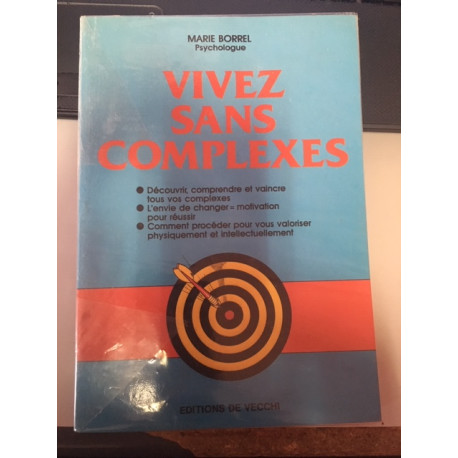 MARIE BORREL
Psychologue
VIVEZ
SANS
COMPLEXES
● Découvrir, comprendre et vaincre
tous vos complexes
● L'envie de changer = motivation
pour réussir
● Comment procéder pour vous valoriser
physiquement et intellectuellement
EDITIONS DE VECCHI